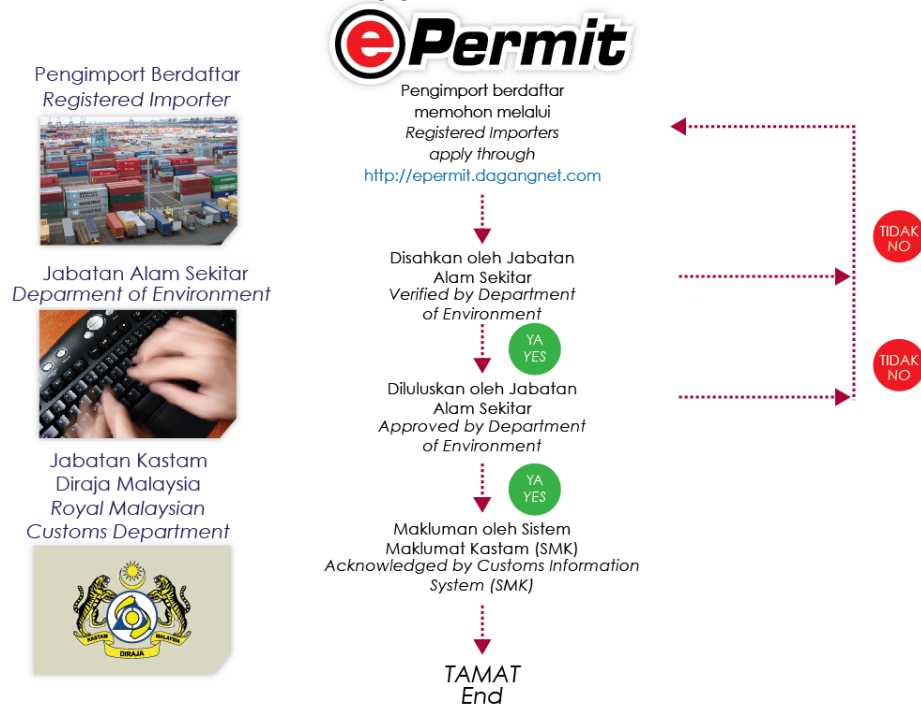 ePermit
Pengimport Berdaftar
Registered Importer
Pengimport berdaftar
memohon melalui
Registered Importers
apply through
http://epermit.dagangnet.com
TIDAK
NO
Jabatan Alam Sekitar
Deparment of Environment
Disahkan oleh Jabatan
Alam Sekitar
Verified by Department
of Environment
YA
YES
TIDAK
NO
Diluluskan oleh Jabatan
Alam Sekitar
Approved by Department
of Environment
Jabatan Kastam
Diraja Malaysia
Royal Malaysian
Customs Department
YA
YES
Makluman oleh Sistem
Maklumat Kastam (SMK)
Acknowledged by Customs Information
System (SMK)
KASTAM
DIRAJA
MALAYSIA
TAMAT
End